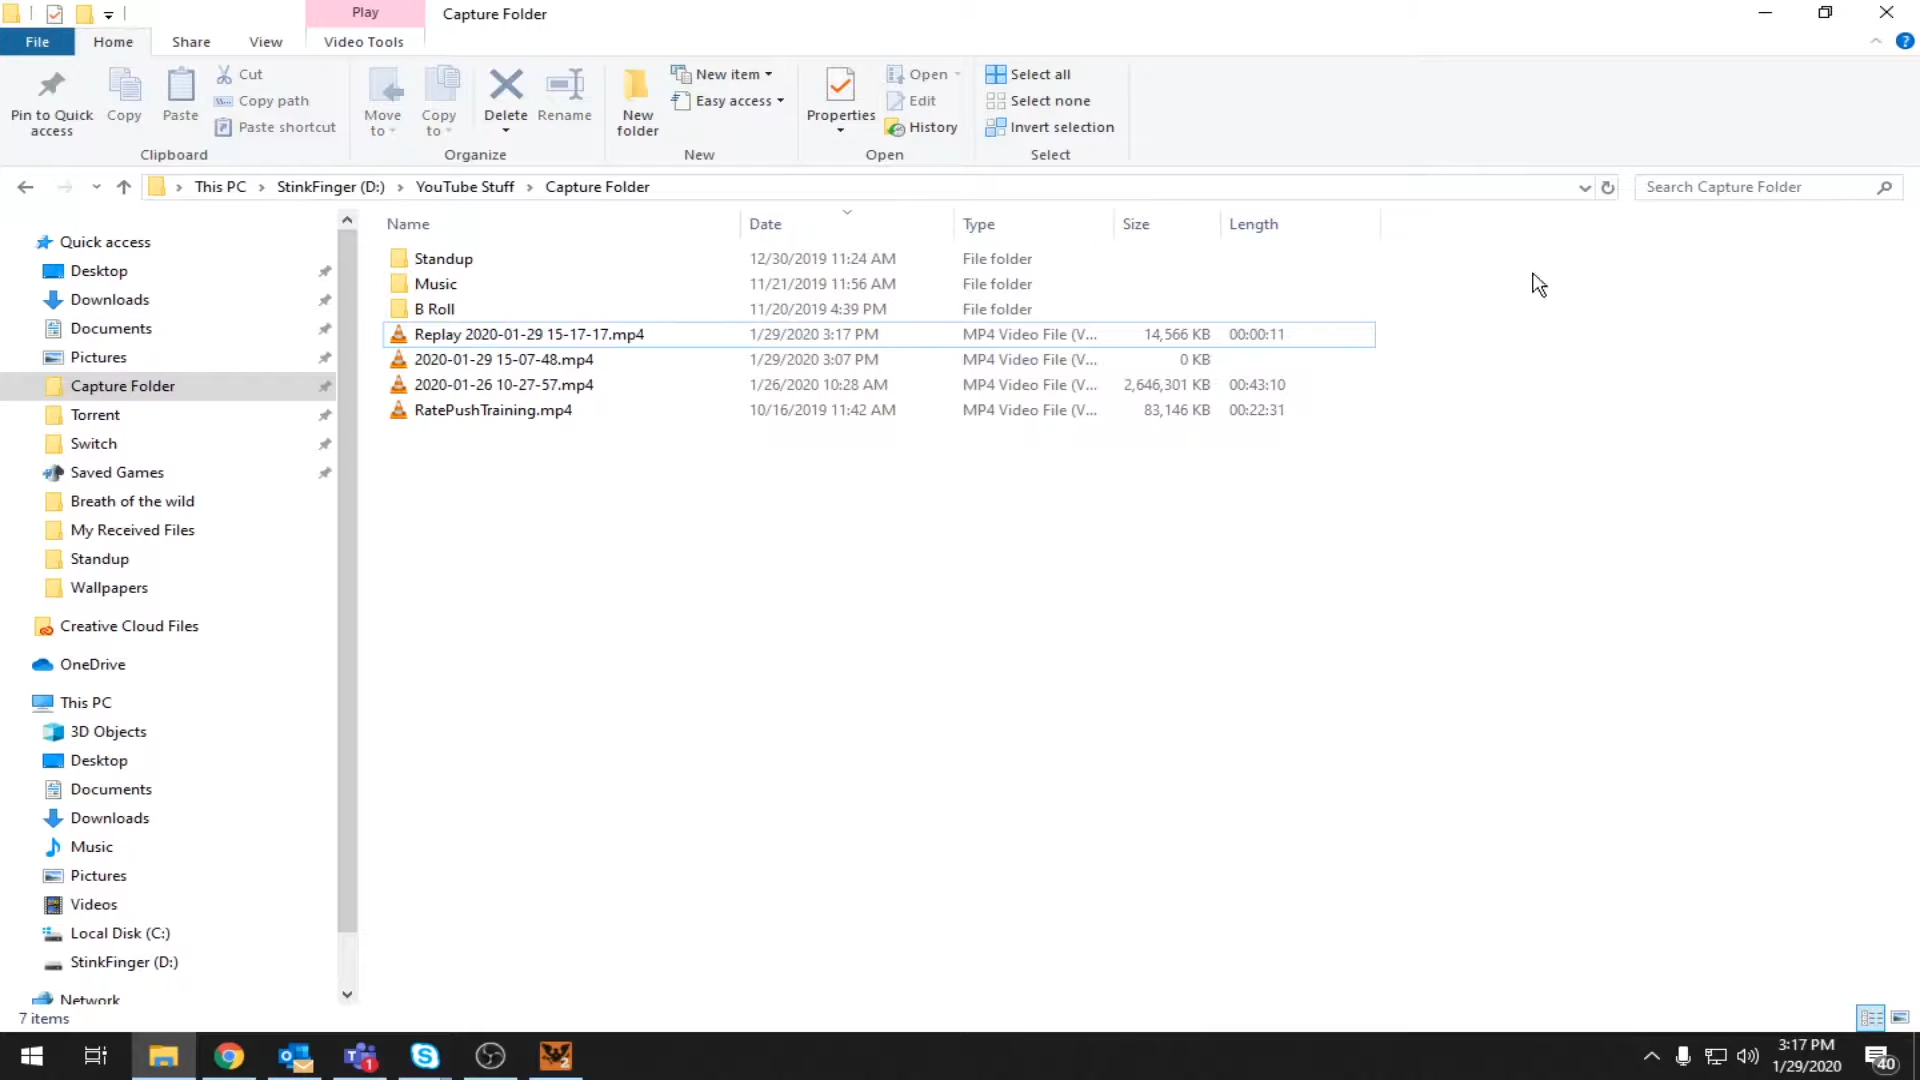 Play
Capture Folder
File
Home
Share
View
Video Tools
?
Pin to Quick
access
Copy
Paste
Cut
Copy path
Paste shortcut
Clipboard
Move
to
Copy
to
Delete
Rename
Organize
New
folder
New item
Easy access
New
Properties
Open
Edit
History
Open
Select all
Select none
Invert selection
Select
This PC > StinkFinger (D:) > YouTube Stuff > Capture Folder
Search Capture Folder
Name Date Type Size Length
Standup 12/30/2019 11:24 AM File folder
Music 11/21/2019 11:56 AM File folder
B Roll 11/20/2019 4:39 PM File folder
Replay 2020-01-29 15-17-17.mp4 1/29/2020 3:17 PM MP4 Video File (V... 14,566 KB 00:00:11
2020-01-29 15-07-48.mp4 1/29/2020 3:07 PM MP4 Video File (V... 0 KB
2020-01-26 10-27-57.mp4 1/26/2020 10:28 AM MP4 Video File (V... 2,646,301 KB 00:43:10
RatePushTraining.mp4 10/16/2019 11:42 AM MP4 Video File (V... 83,146 KB 00:22:31
Quick access
Desktop
Downloads
Documents
Pictures
Capture Folder
Torrent
Switch
Saved Games
Breath of the wild
My Received Files
Standup
Wallpapers
Creative Cloud Files
OneDrive
This PC
3D Objects
Desktop
Documents
Downloads
Music
Pictures
Videos
Local Disk (C:)
StinkFinger (D:)
Network
7 items
1
2
3:17 PM
1/29/2020
40